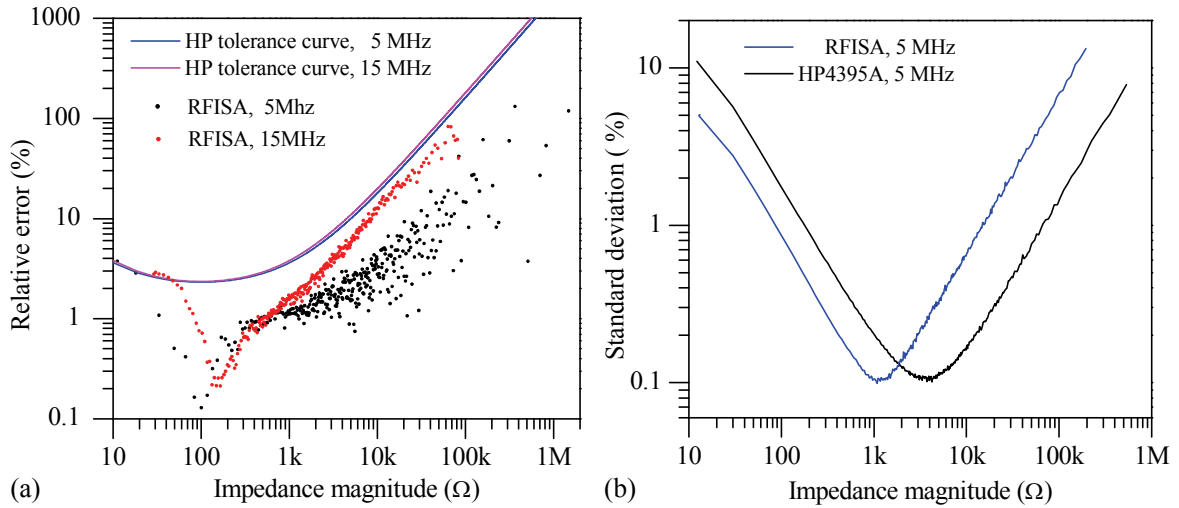 HP tolerance curve, 5 MHz
HP tolerance curve, 15 MHz
RFISA, 5Mhz
RFISA, 15MHz
1000
100
10
1
0.1
Relative error (%)
10 100 1k 10k 100k 1M
(a) Impedance magnitude (Ω)
RFISA, 5 MHz
HP4395A, 5 MHz
10
1
0.1
Standard deviation ( %)
10 100 1k 10k 100k 1M
(b) Impedance magnitude (Ω)